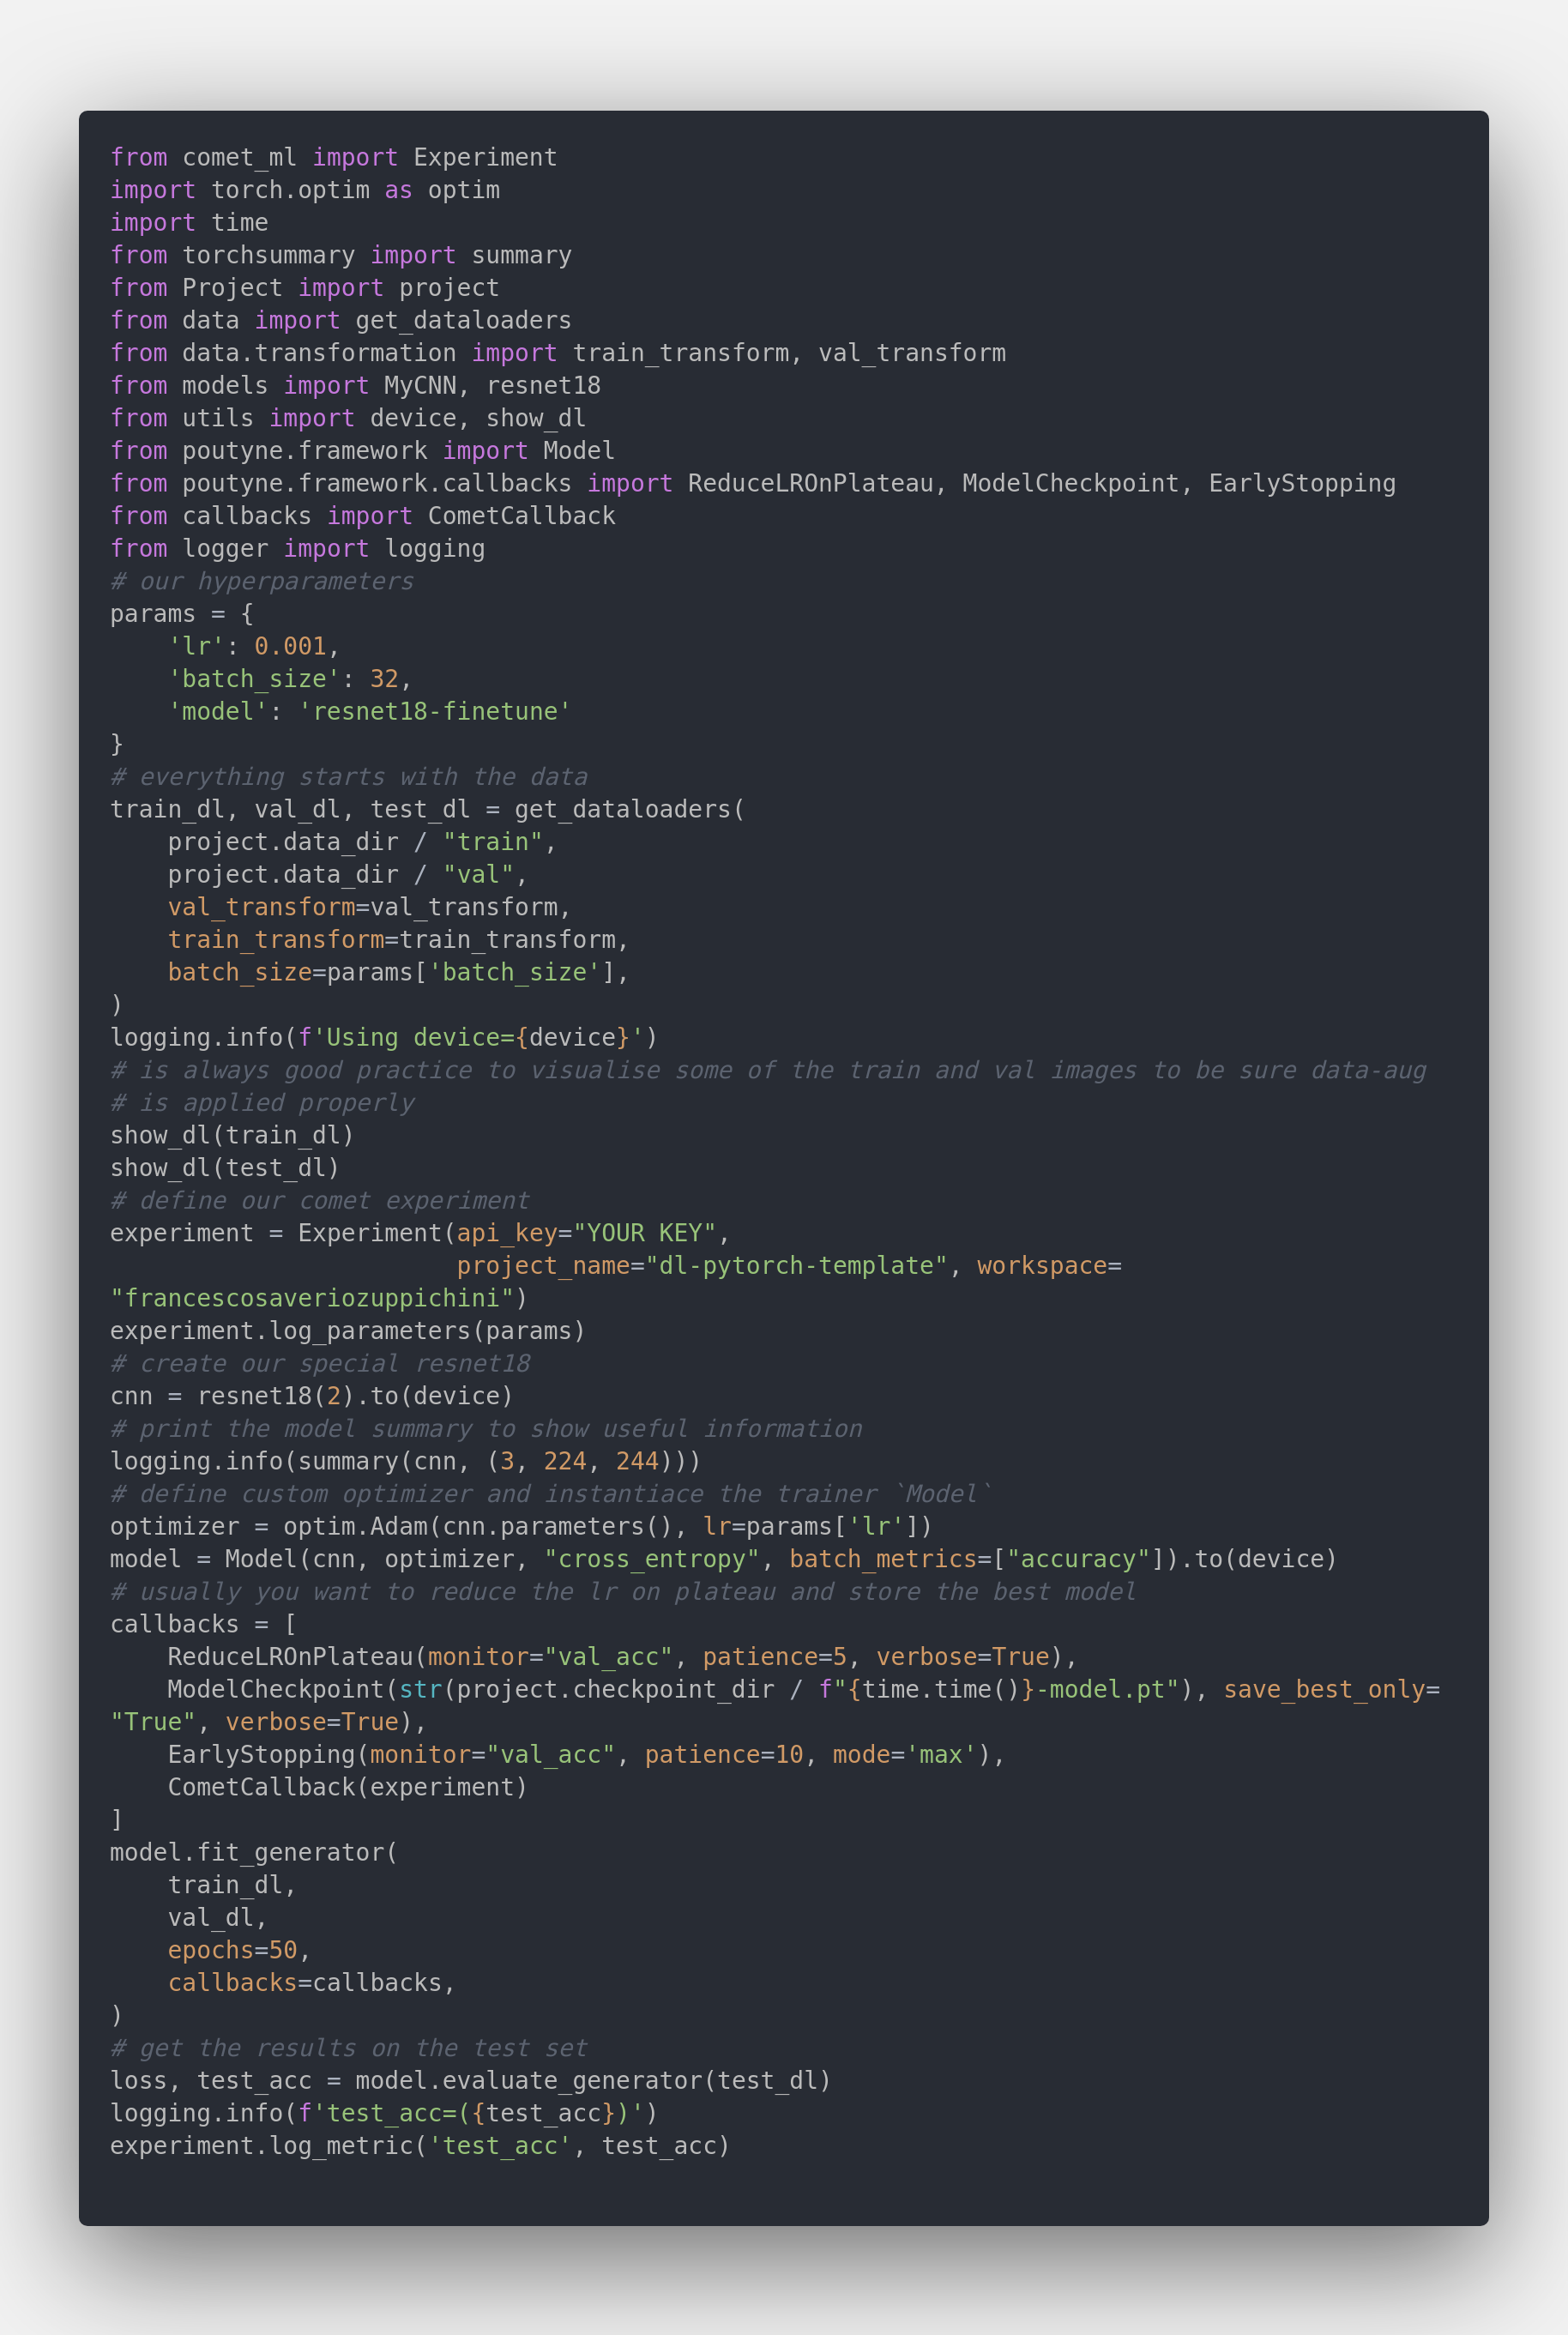 from comet_ml import Experiment
import torch.optim as optim
import time
from torchsummary import summary
from Project import project
from data import get_dataloaders
from data.transformation import train_transform, val_transform
from models import MyCNN, resnet18
from utils import device, show_dl
from poutyne.framework import Model
from poutyne.framework.callbacks import ReduceLROnPlateau, ModelCheckpoint, EarlyStopping
from callbacks import CometCallback
from logger import logging
# our hyperparameters
params = {
    'lr': 0.001,
    'batch_size': 32,
    'model': 'resnet18-finetune'
}
# everything starts with the data
train_dl, val_dl, test_dl = get_dataloaders(
    project.data_dir / "train",
    project.data_dir / "val",
    val_transform=val_transform,
    train_transform=train_transform,
    batch_size=params['batch_size'],
)
logging.info(f'Using device={device}')
# is always good practice to visualise some of the train and val images to be sure data-aug
# is applied properly
show_dl(train_dl)
show_dl(test_dl)
# define our comet experiment
experiment = Experiment(api_key="YOUR KEY",
                        project_name="dl-pytorch-template", workspace=
"francescosaveriozuppichini")
experiment.log_parameters(params)
# create our special resnet18
cnn = resnet18(2).to(device)
# print the model summary to show useful information
logging.info(summary(cnn, (3, 224, 244)))
# define custom optimizer and instantiace the trainer `Model`
optimizer = optim.Adam(cnn.parameters(), lr=params['lr'])
model = Model(cnn, optimizer, "cross_entropy", batch_metrics=["accuracy"]).to(device)
# usually you want to reduce the lr on plateau and store the best model
callbacks = [
    ReduceLROnPlateau(monitor="val_acc", patience=5, verbose=True),
    ModelCheckpoint(str(project.checkpoint_dir / f"{time.time()}-model.pt"), save_best_only=
"True", verbose=True),
    EarlyStopping(monitor="val_acc", patience=10, mode='max'),
    CometCallback(experiment)
]
model.fit_generator(
    train_dl,
    val_dl,
    epochs=50,
    callbacks=callbacks,
)
# get the results on the test set
loss, test_acc = model.evaluate_generator(test_dl)
logging.info(f'test_acc=({test_acc})')
experiment.log_metric('test_acc', test_acc)